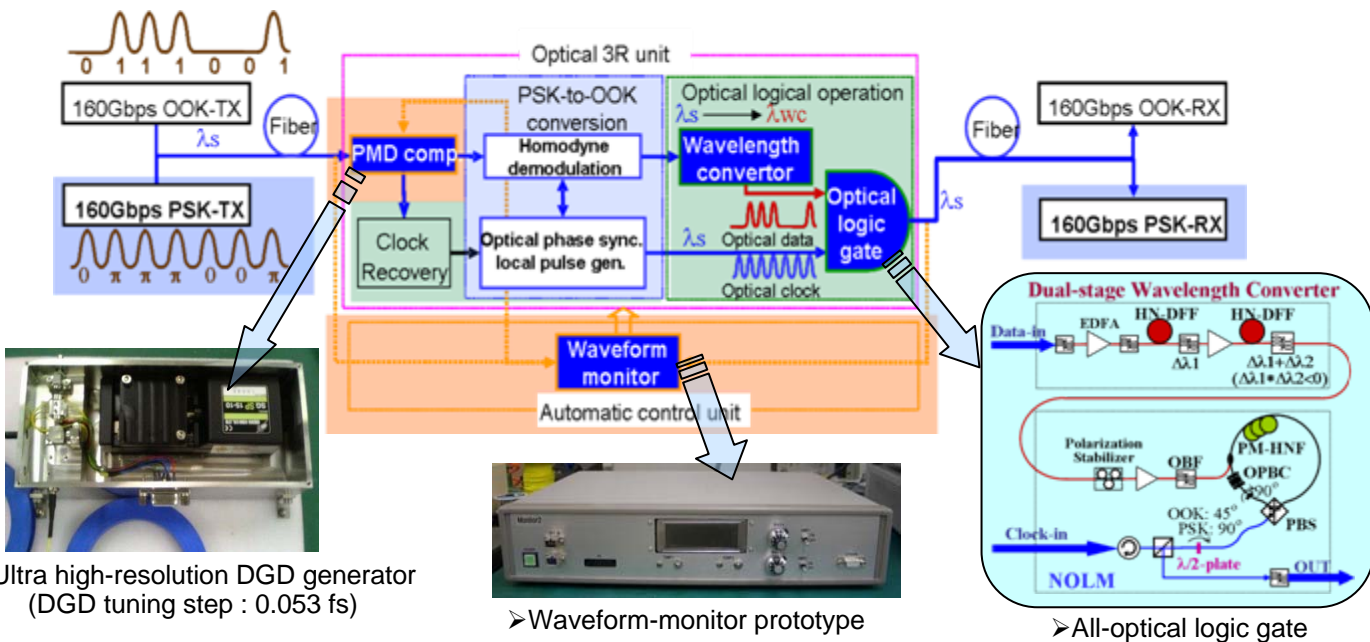 0 1 1 1 0 0 1
160Gbps OOK-TX
λs
Fiber
160Gbps PSK-TX
0 π π π 0 0 π
Optical 3R unit
PMD comp
Clock
Recovery
PSK-to-OOK
conversion
Homodyne
demodulation
Optical phase sync.
local pulse gen.
Optical logical operation
λs λwc
Wavelength
convertor
Optical data
λs
Optical clock
Optical
logic
gate
λs
Fiber
160Gbps OOK-RX
160Gbps PSK-RX
Waveform
monitor
Automatic control unit
Dual-stage Wavelength Converter
Data-in
EDFA
HN-DFF
HN-DFF
Δλ1
Δλ1+Δλ2
(Δλ1*Δλ2<0)
Polarization
Stabilizer
OBF
PM-HNF
OPBC
90°
OOK: 45°
PSK: 90°
PBS
Clock-in
λ/2-plate
OUT
NOLM
SP 15-10
Monitor2
Ultra high-resolution DGD generator
(DGD tuning step : 0.053 fs)
➢Waveform-monitor prototype
➢All-optical logic gate